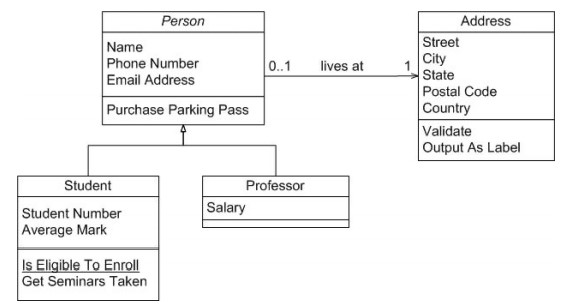 Person
Name
Phone Number
Email Address
Purchase Parking Pass
0..1 lives at 1
Address
Street
City
State
Postal Code
Country
Validate
Output As Label
Student
Student Number
Average Mark
Is Eligible To Enroll
Get Seminars Taken
Professor
Salary